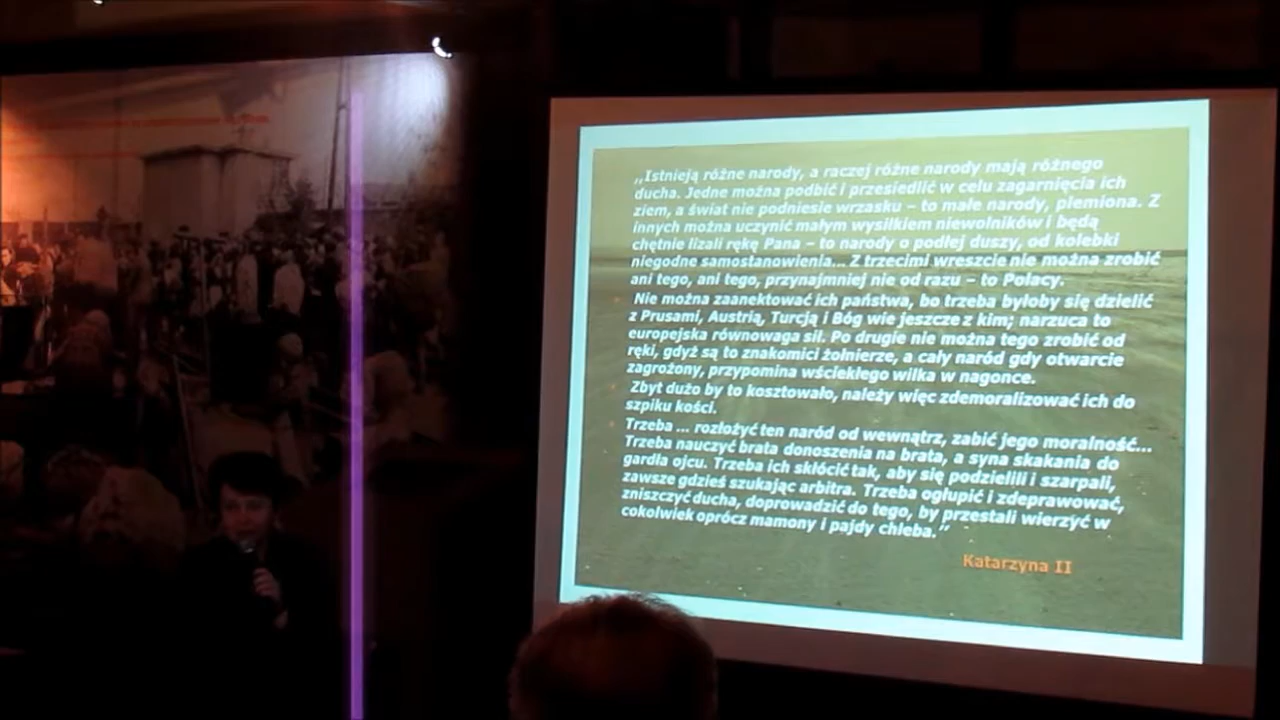 „Istnieją różne narody, a raczej różne narody mają różnego
ducha. Jedne można podbić i przesiedlić w celu zagarnięcia ich
ziem, a świat nie podniesie wrzasku – to małe narody, plemiona. Z
innych można uczynić małym wysiłkiem niewolników i będą
chętnie lizali rękę Pana – to narody o podłej duszy, od kolebki
niegodne samostanowienia... Z trzecimi wreszcie nie można zrobić
ani tego, ani tego, przynajmniej nie od razu – to Polacy.
Nie można zaanektować ich państwa, bo trzeba byłoby się dzielić
z Prusami, Austrią, Turcją i Bóg wie jeszcze z kim; narzuca to
europejska równowaga sił. Po drugie nie można tego zrobić od
ręki, gdyż są to znakomici żołnierze, a cały naród gdy otwarcie
zagrożony, przypomina wściekłego wilka w nagonce.
Zbyt dużo by to kosztowało, należy więc zdemoralizować ich do
szpiku kości.
Trzeba ... rozłożyć ten naród od wewnątrz, zabić jego moralność...
Trzeba nauczyć brata donoszenia na brata, a syna skakania do
gardła ojcu. Trzeba ich skłócić tak, aby się podzielili i szarpali,
zawsze gdzieś szukając arbitra. Trzeba ogłupić i zdeprawować,
zniszczyć ducha, doprowadzić do tego, by przestali wierzyć w
cokolwiek oprócz mamony i pajdy chleba.”
Katarzyna II